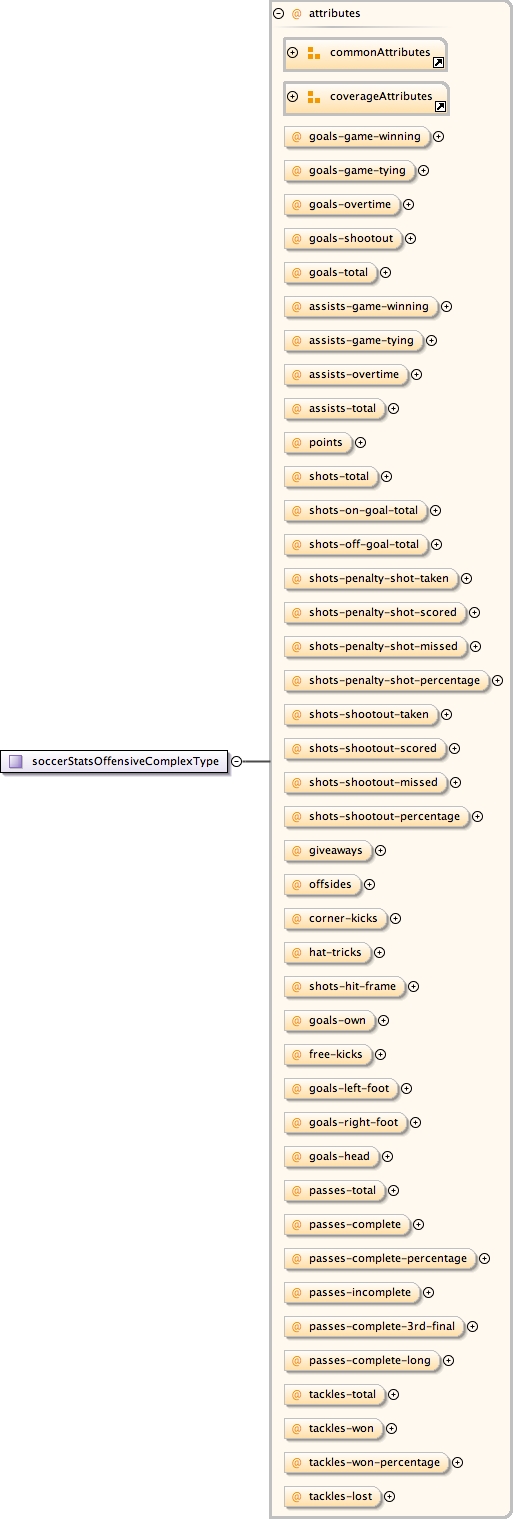 @ attributes
commonAttributes
coverageAttributes
@ goals-game-winning
@ goals-game-tying
@ goals-overtime
@ goals-shootout
@ goals-total
@ assists-game-winning
@ assists-game-tying
@ assists-overtime
@ assists-total
@ points
@ shots-total
@ shots-on-goal-total
@ shots-off-goal-total
@ shots-penalty-shot-taken
@ shots-penalty-shot-scored
@ shots-penalty-shot-missed
@ shots-penalty-shot-percentage
@ shots-shootout-taken
@ shots-shootout-scored
soccerStatsOffensiveComplexType
@ shots-shootout-missed
@ shots-shootout-percentage
@ giveaways
@ offsides
@ corner-kicks
@ hat-tricks
@ shots-hit-frame
@ goals-own
@ free-kicks
@ goals-left-foot
@ goals-right-foot
@ goals-head
@ passes-total
@ passes-complete
@ passes-complete-percentage
@ passes-incomplete
@ passes-complete-3rd-final
@ passes-complete-long
@ tackles-total
@ tackles-won
@ tackles-won-percentage
@ tackles-lost